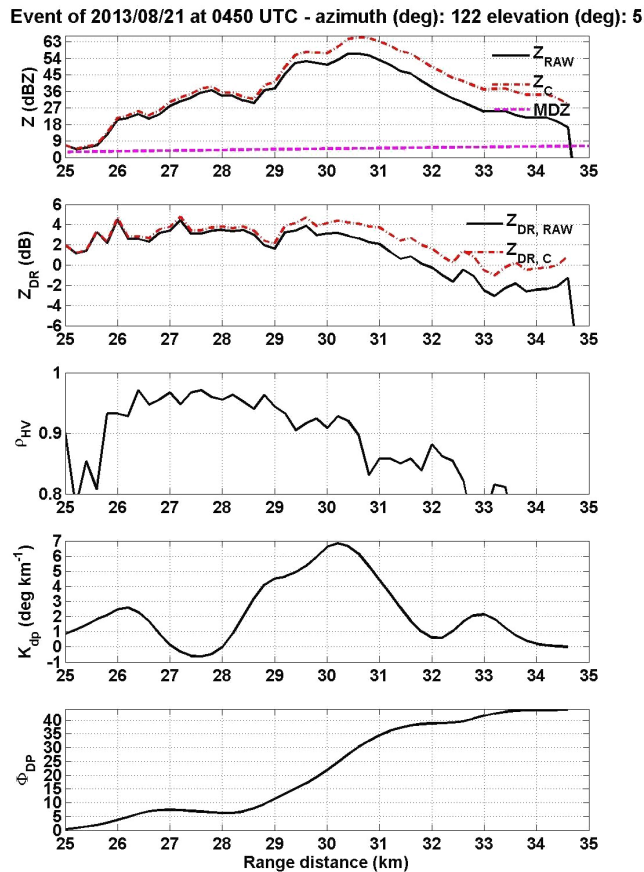 Event of 2013/08/21 at 0450 UTC - azimuth (deg): 122 elevation (deg): 5
Z (dBZ)
63
54
45
36
27
18
9
0
Z_RAW
Z_C
MDZ
25 26 27 28 29 30 31 32 33 34 35
Z_DR (dB)
6
4
2
0
-2
-4
-6
Z_DR, RAW
Z_DR, C
25 26 27 28 29 30 31 32 33 34 35
ρ_HV
1
0.9
0.8
25 26 27 28 29 30 31 32 33 34 35
K_dp (deg km^-1)
7
6
5
4
3
2
1
0
-1
25 26 27 28 29 30 31 32 33 34 35
Φ_DP
40
35
30
25
20
15
10
5
0
25 26 27 28 29 30 31 32 33 34 35
Range distance (km)